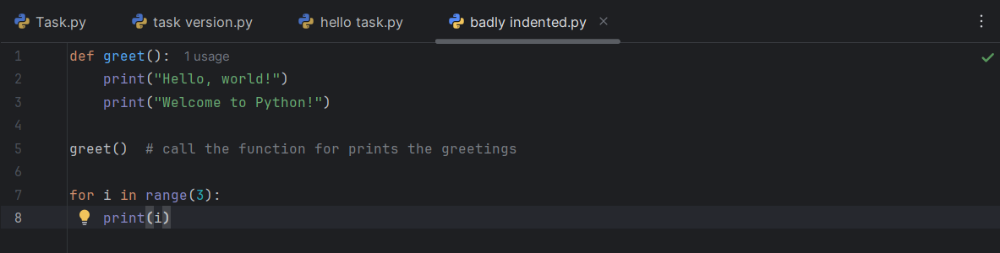 Task.py task version.py hello task.py badly indented.py
1 def greet(): 1 usage
2     print("Hello, world!")
3     print("Welcome to Python!")
4
5 greet()  # call the function for prints the greetings
6
7 for i in range(3):
8     print(i)